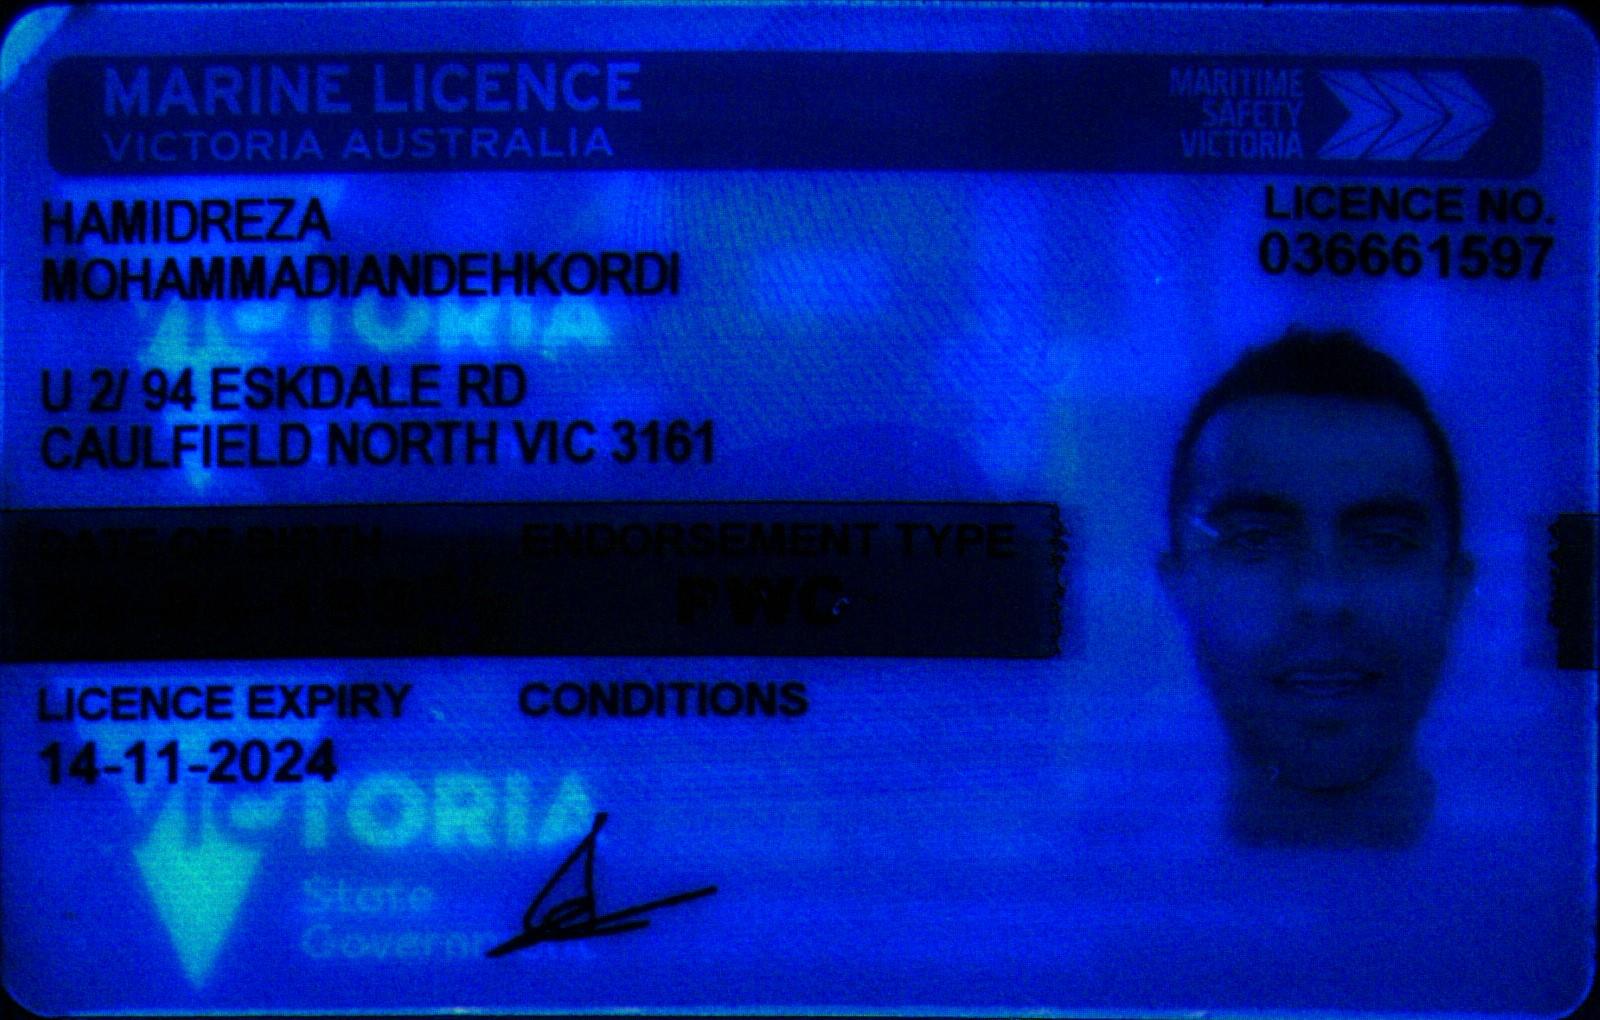 MARINE LICENCE
VICTORIA AUSTRALIA
MARITIME
SAFETY
VICTORIA
LICENCE NO.
036661597
HAMIDREZA
MOHAMMADIANDEHKORDI
VICTORIA
U 2/ 94 ESKDALE RD
CAULFIELD NORTH VIC 3161
DATE OF BIRTH
ENDORSEMENT TYPE
PWC
LICENCE EXPIRY
CONDITIONS
14-11-2024
VICTORIA
State
Government